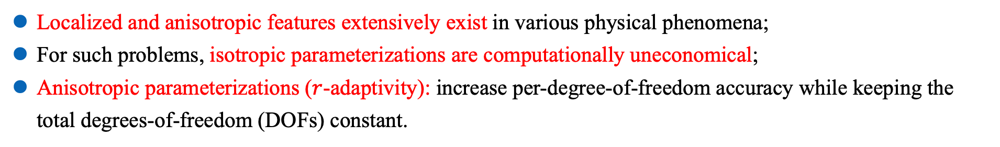 ● Localized and anisotropic features extensively exist in various physical phenomena;
● For such problems, isotropic parameterizations are computationally uneconomical;
● Anisotropic parameterizations (r-adaptivity): increase per-degree-of-freedom accuracy while keeping the
total degrees-of-freedom (DOFs) constant.